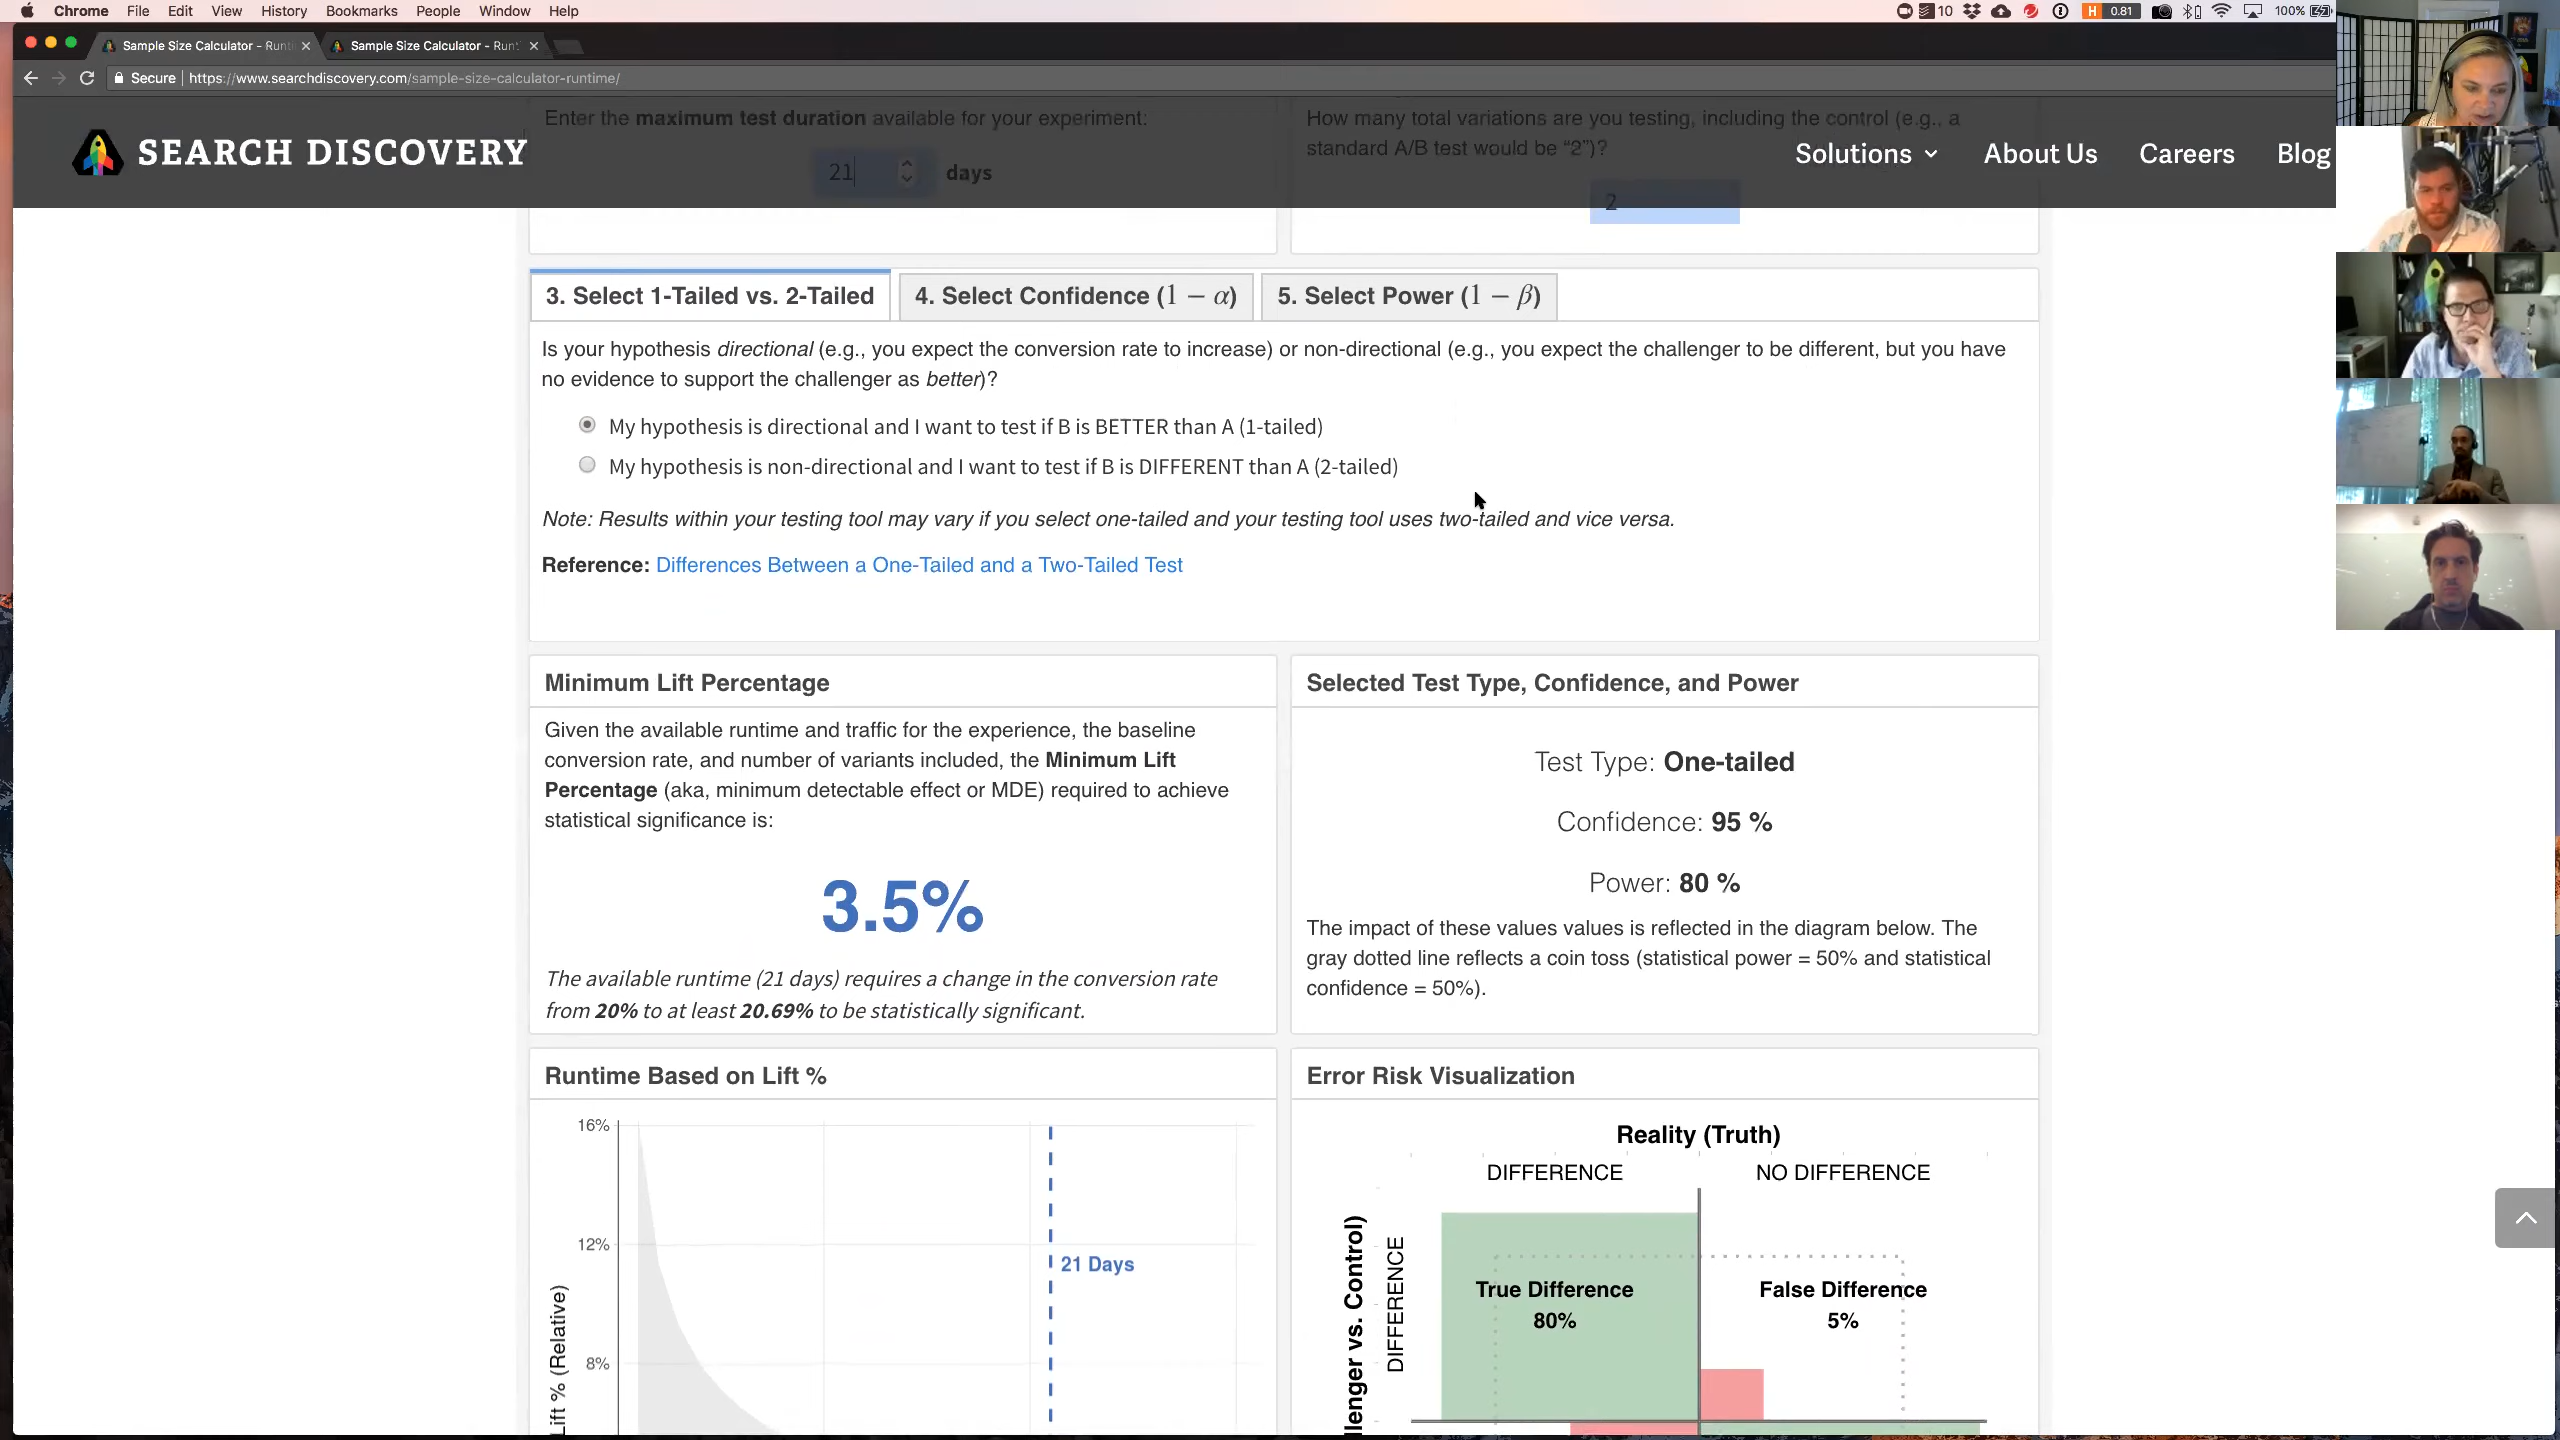 Chrome File Edit View History Bookmarks People Window Help
10
H 0.81
100%
Sample Size Calculator - Runti
Sample Size Calculator - Runt
Secure | https://www.searchdiscovery.com/sample-size-calculator-runtime/
SEARCH DISCOVERY
Solutions
About Us
Careers
Blog
Enter the maximum test duration available for your experiment:
21 days
How many total variations are you testing, including the control (e.g., a
standard A/B test would be “2”)?
2
3. Select 1-Tailed vs. 2-Tailed
4. Select Confidence (1 − α)
5. Select Power (1 − β)
Is your hypothesis directional (e.g., you expect the conversion rate to increase) or non-directional (e.g., you expect the challenger to be different, but you have
no evidence to support the challenger as better)?
My hypothesis is directional and I want to test if B is BETTER than A (1-tailed)
My hypothesis is non-directional and I want to test if B is DIFFERENT than A (2-tailed)
Note: Results within your testing tool may vary if you select one-tailed and your testing tool uses two-tailed and vice versa.
Reference: Differences Between a One-Tailed and a Two-Tailed Test
Minimum Lift Percentage
Given the available runtime and traffic for the experience, the baseline
conversion rate, and number of variants included, the Minimum Lift
Percentage (aka, minimum detectable effect or MDE) required to achieve
statistical significance is:
3.5%
The available runtime (21 days) requires a change in the conversion rate
from 20% to at least 20.69% to be statistically significant.
Selected Test Type, Confidence, and Power
Test Type: One-tailed
Confidence: 95 %
Power: 80 %
The impact of these values values is reflected in the diagram below. The
gray dotted line reflects a coin toss (statistical power = 50% and statistical
confidence = 50%).
Runtime Based on Lift %
16%
12%
8%
Lift % (Relative)
21 Days
Error Risk Visualization
Reality (Truth)
DIFFERENCE
NO DIFFERENCE
llenger vs. Control)
DIFFERENCE
True Difference
80%
False Difference
5%